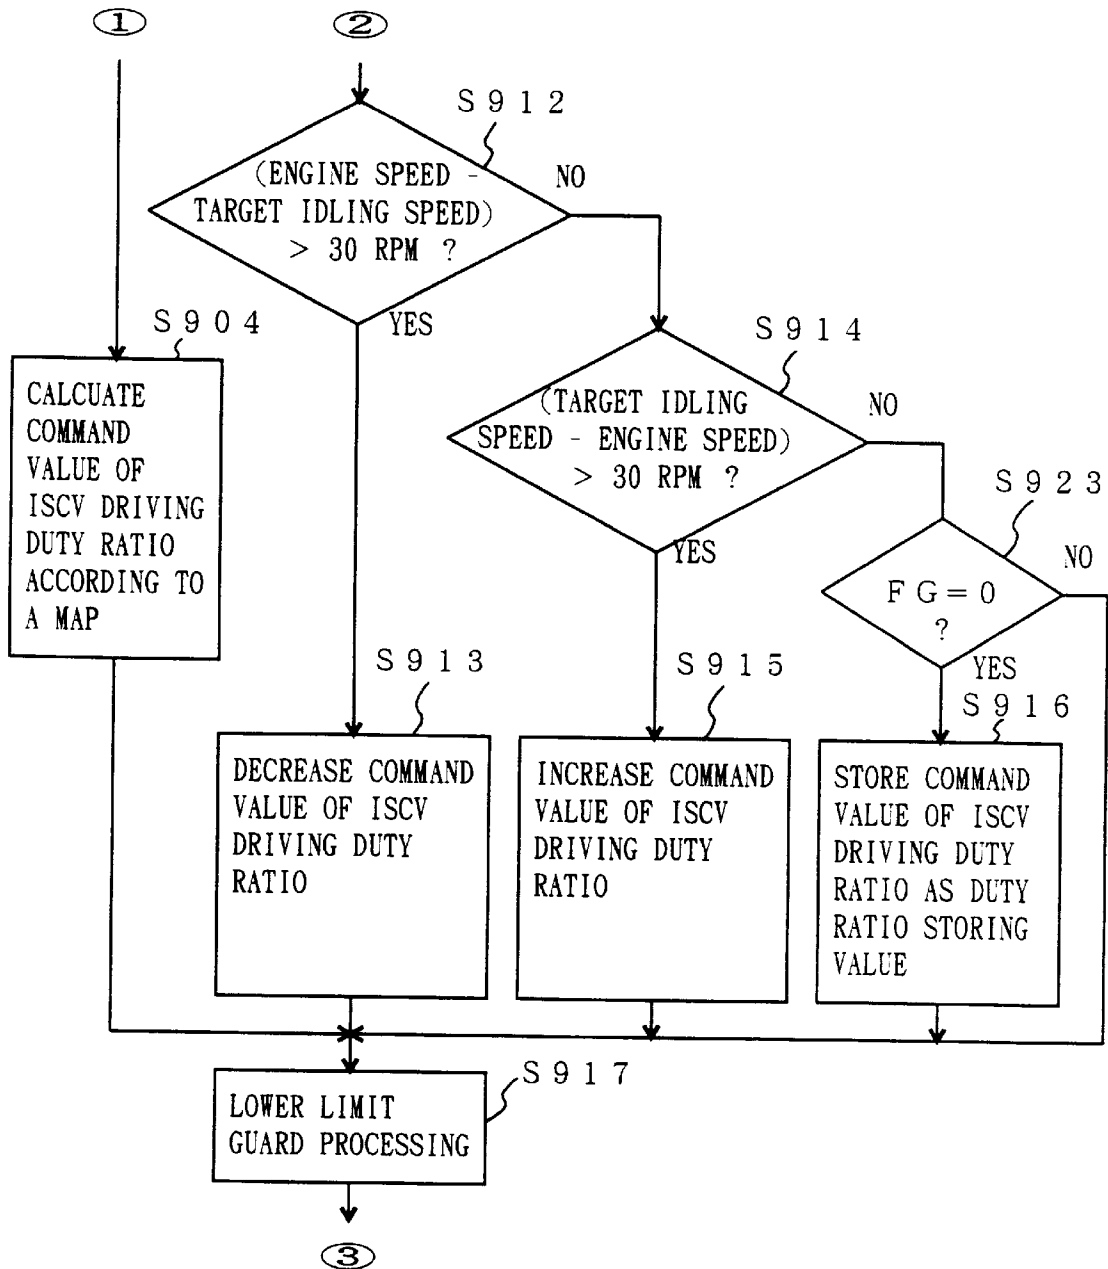 ①
②
S912
(ENGINE SPEED -
TARGET IDLING SPEED)
> 30 RPM ?
NO
YES
S904
CALCUATE
COMMAND
VALUE OF
ISCV DRIVING
DUTY RATIO
ACCORDING TO
A MAP
S914
(TARGET IDLING
SPEED - ENGINE SPEED)
> 30 RPM ?
NO
YES
S923
FG=0
?
NO
YES
S913
DECREASE COMMAND
VALUE OF ISCV
DRIVING DUTY
RATIO
S915
INCREASE COMMAND
VALUE OF ISCV
DRIVING DUTY
RATIO
S916
STORE COMMAND
VALUE OF ISCV
DRIVING DUTY
RATIO AS DUTY
RATIO STORING
VALUE
S917
LOWER LIMIT
GUARD PROCESSING
③